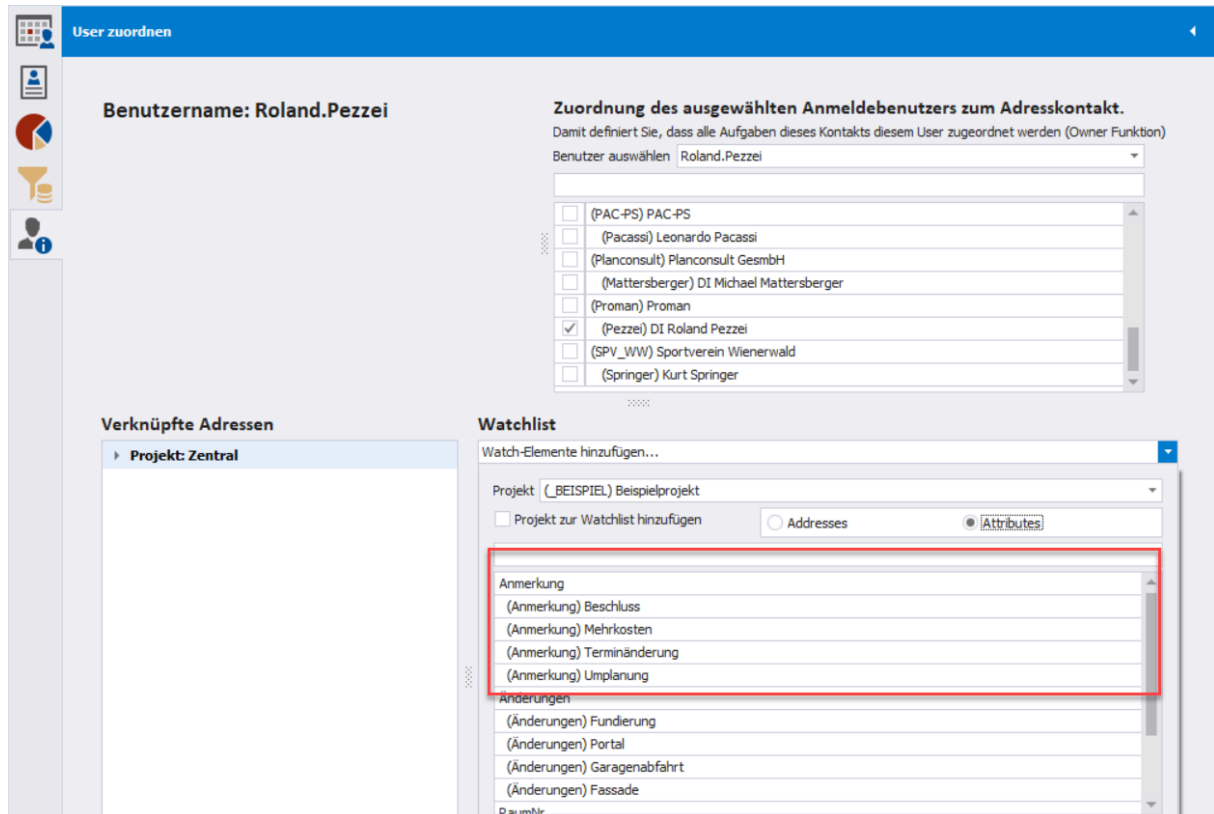 User zuordnen
Benutzername: Roland.Pezzei
Zuordnung des ausgewählten Anmeldebenutzers zum Adresskontakt.
Damit definiert Sie, dass alle Aufgaben dieses Kontakts diesem User zugeordnet werden (Owner Funktion)
Benutzer auswählen Roland.Pezzei
(PAC-PS) PAC-PS
(Pacassi) Leonardo Pacassi
(Planconsult) Planconsult GesmbH
(Mattersberger) DI Michael Mattersberger
(Proman) Proman
(Pezzei) DI Roland Pezzei
(SPV_WW) Sportverein Wienerwald
(Springer) Kurt Springer
Verknüpfte Adressen
Projekt: Zentral
Watchlist
Watch-Elemente hinzufügen...
Projekt (_BEISPIEL) Beispielprojekt
Projekt zur Watchlist hinzufügen Addresses Attributes
Anmerkung
(Anmerkung) Beschluss
(Anmerkung) Mehrkosten
(Anmerkung) Terminänderung
(Anmerkung) Umplanung
Änderungen
(Änderungen) Fundierung
(Änderungen) Portal
(Änderungen) Garagenabfahrt
(Änderungen) Fassade
RaumNr